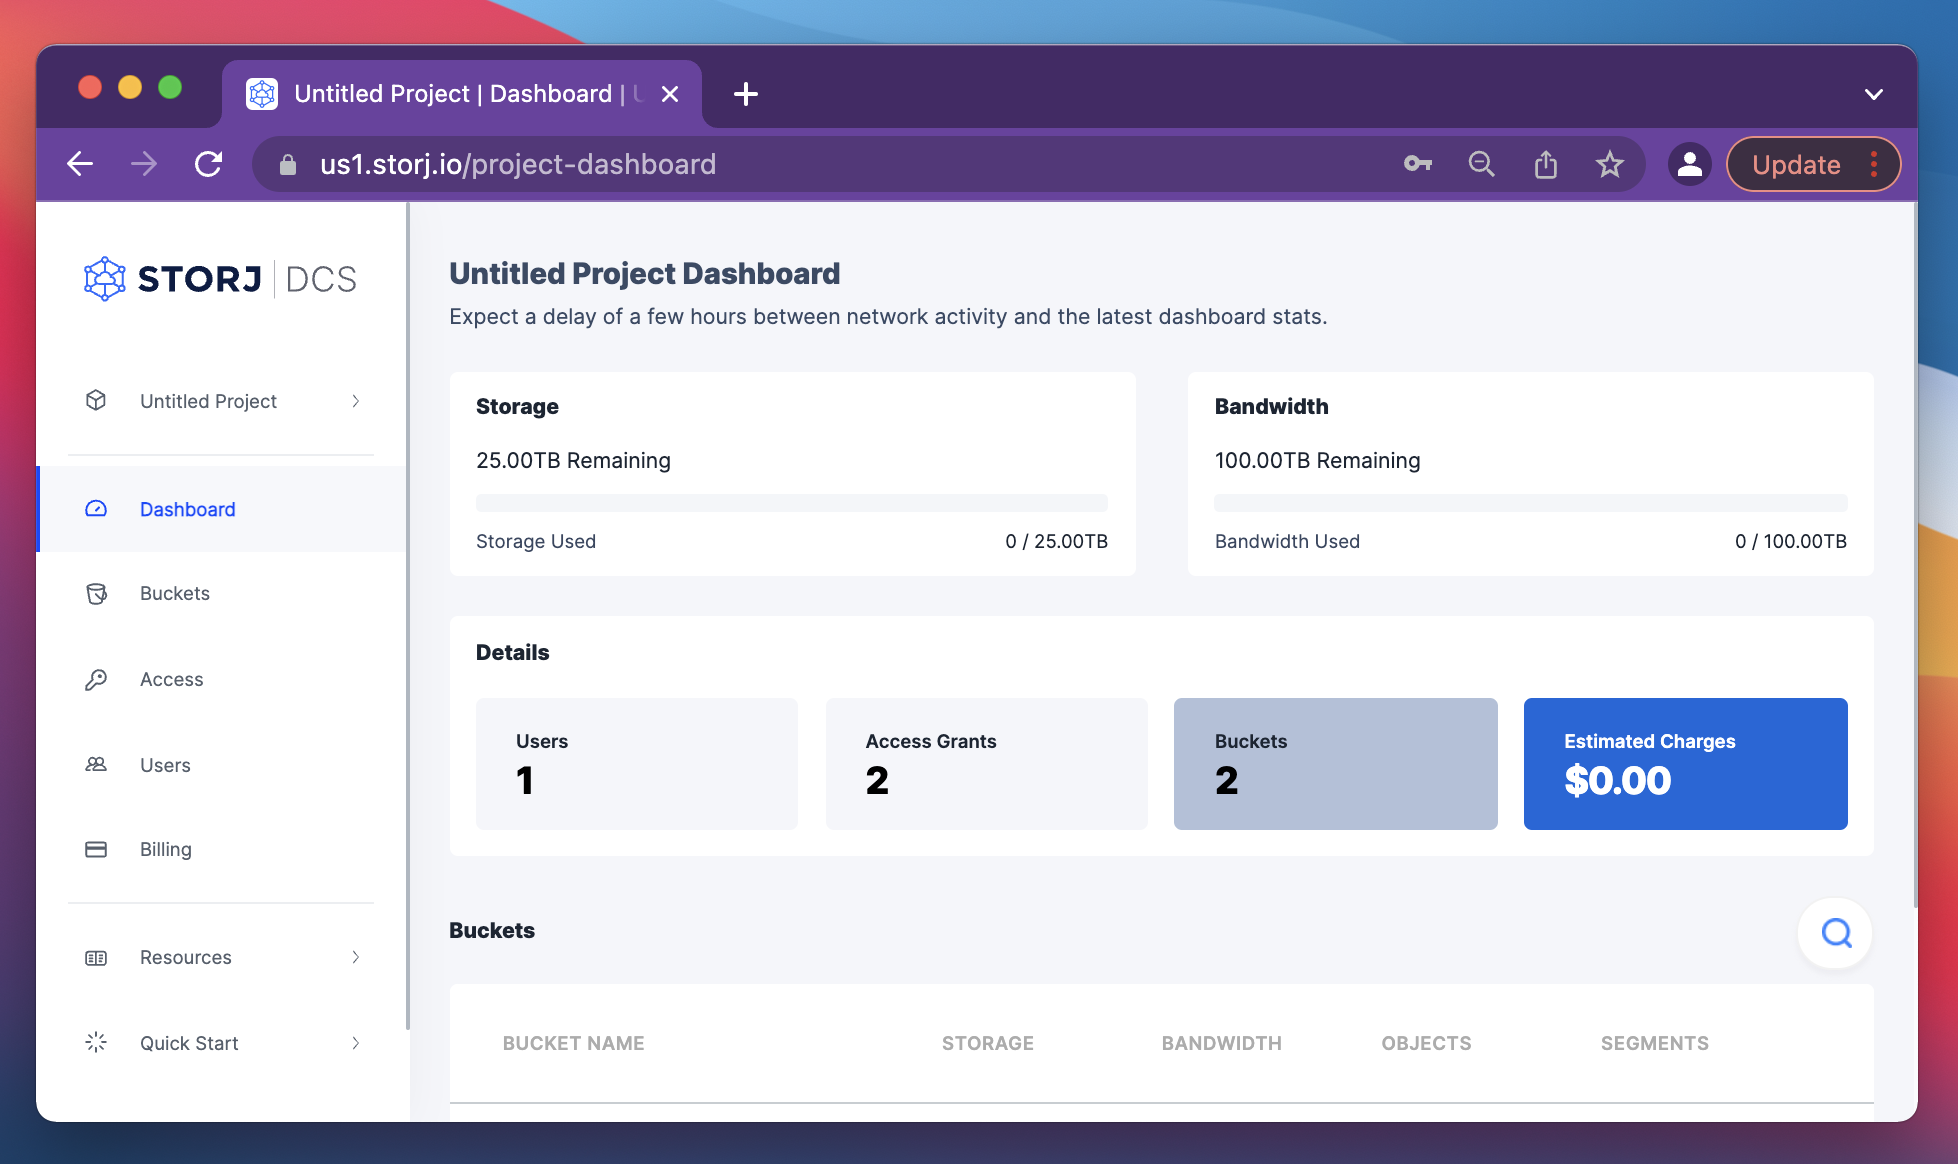 Untitled Project | Dashboard |
us1.storj.io/project-dashboard
Update
STORJ | DCS
Untitled Project
Dashboard
Buckets
Access
Users
Billing
Resources
Quick Start
Untitled Project Dashboard
Expect a delay of a few hours between network activity and the latest dashboard stats.
Storage
25.00TB Remaining
Storage Used 0 / 25.00TB
Bandwidth
100.00TB Remaining
Bandwidth Used 0 / 100.00TB
Details
Users
1
Access Grants
2
Buckets
2
Estimated Charges
$0.00
Buckets
BUCKET NAME STORAGE BANDWIDTH OBJECTS SEGMENTS